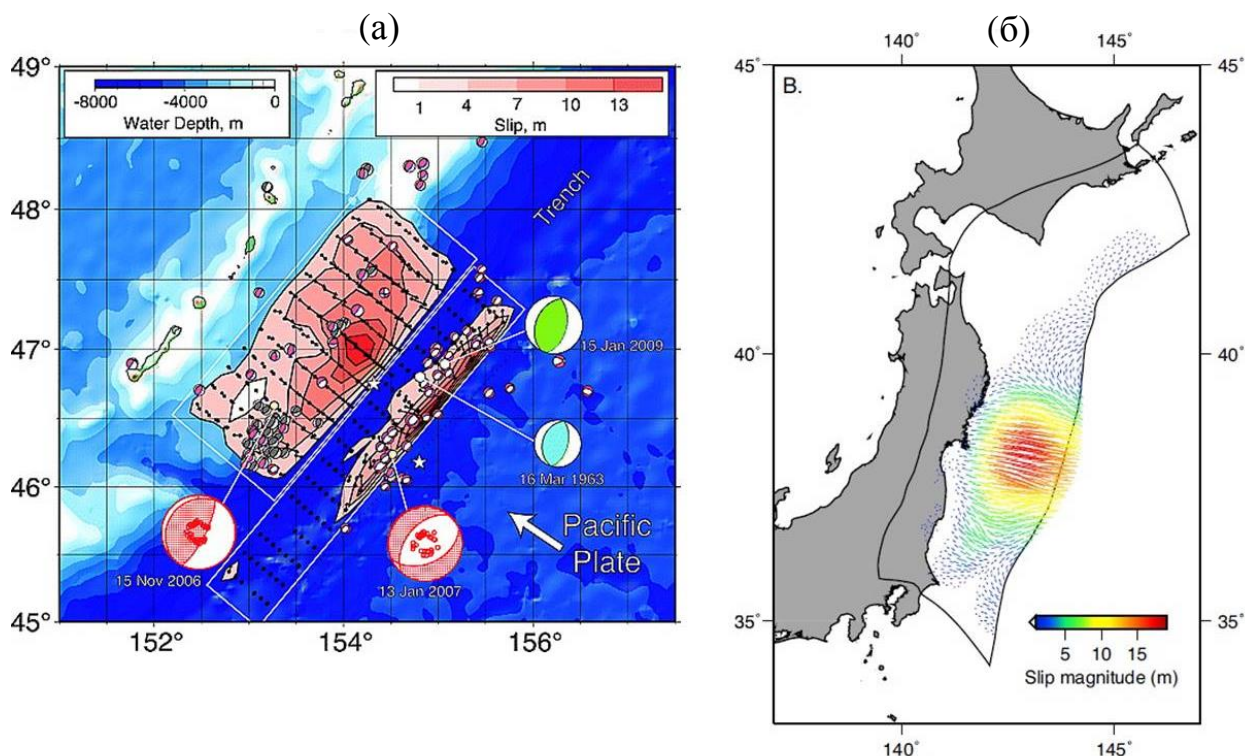 (а)
49°
48°
47°
46°
45°
152
154
156°
-8000 -4000 0
Water Depth, m
1 4 7 10 13
Slip, m
Trench
15 Jan 2009
16 Mar 1963
Pacific
Plate
15 Nov 2006
13 Jan 2007
(б)
140° 145°
45° 45°
B.
40° 40°
35° 35°
5 10 15
Slip magnitude (m)
140° 145°